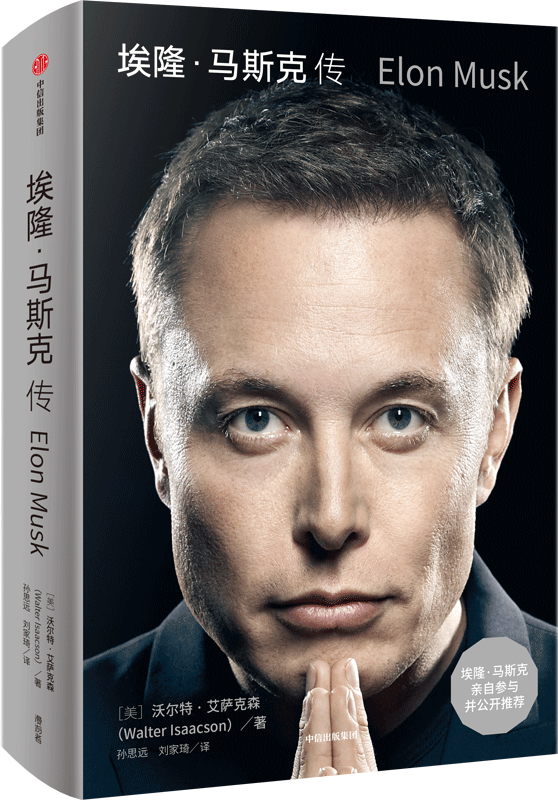 埃隆·马斯克 传 Elon Musk
中信出版集团
埃隆·马斯克 传 Elon Musk
[美] 沃尔特·艾萨克森
(Walter Isaacson) / 著
孙思远 刘家琦 / 译
[美] 沃尔特·艾萨克森
(Walter Isaacson) / 著
孙思远 刘家琦 / 译
中信出版集团
埃隆·马斯克
亲自参与
并公开推荐